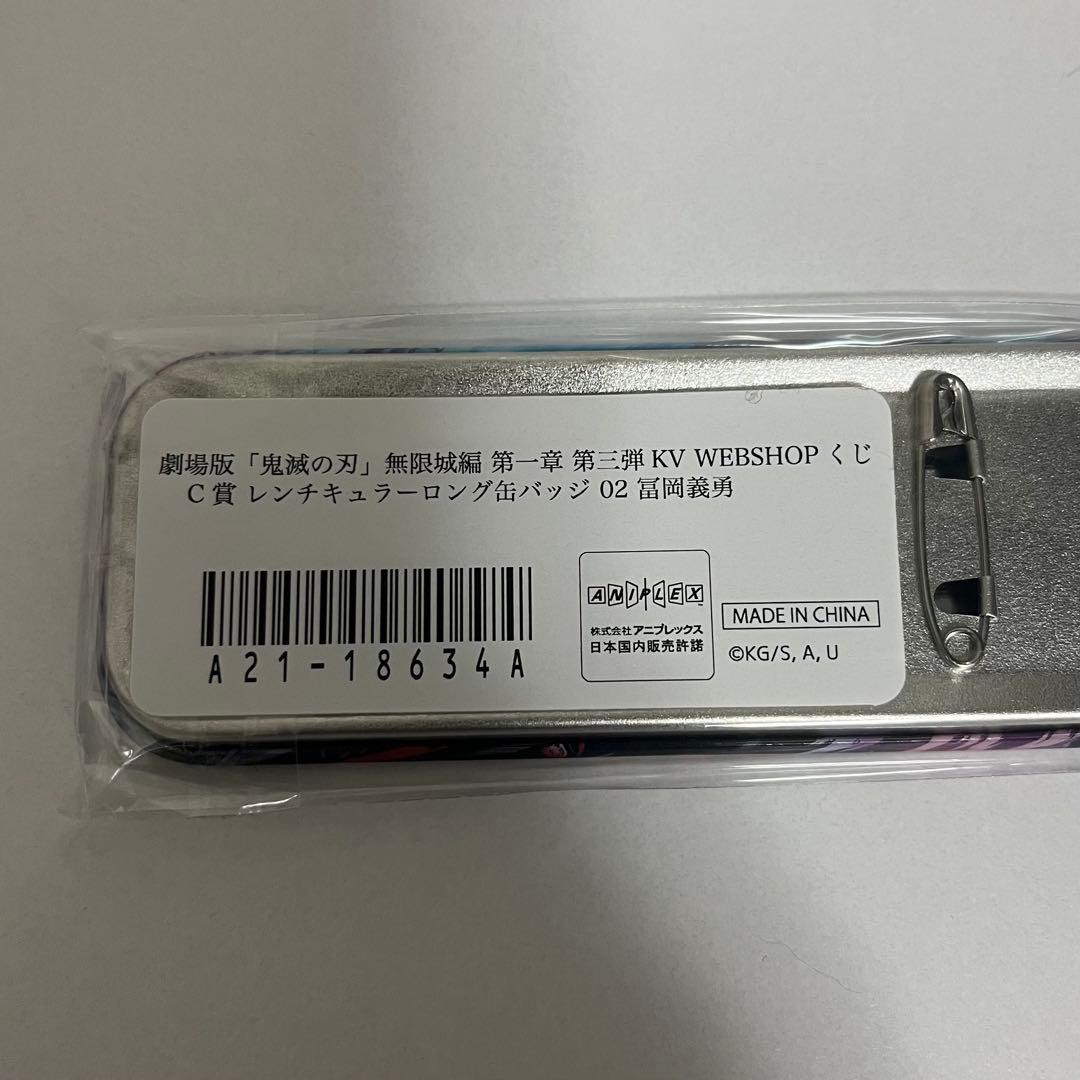 劇場版「鬼滅の刃」無限城編 第一章 第三弾 KV WEBSHOP くじ
C 賞 レンチキュラーロング缶バッジ 02 冨岡義勇
A21-18634A
ANIPLEX
株式会社 アニプレックス
日本国内販売許諾
MADE IN CHINA
©KG/S, A, U